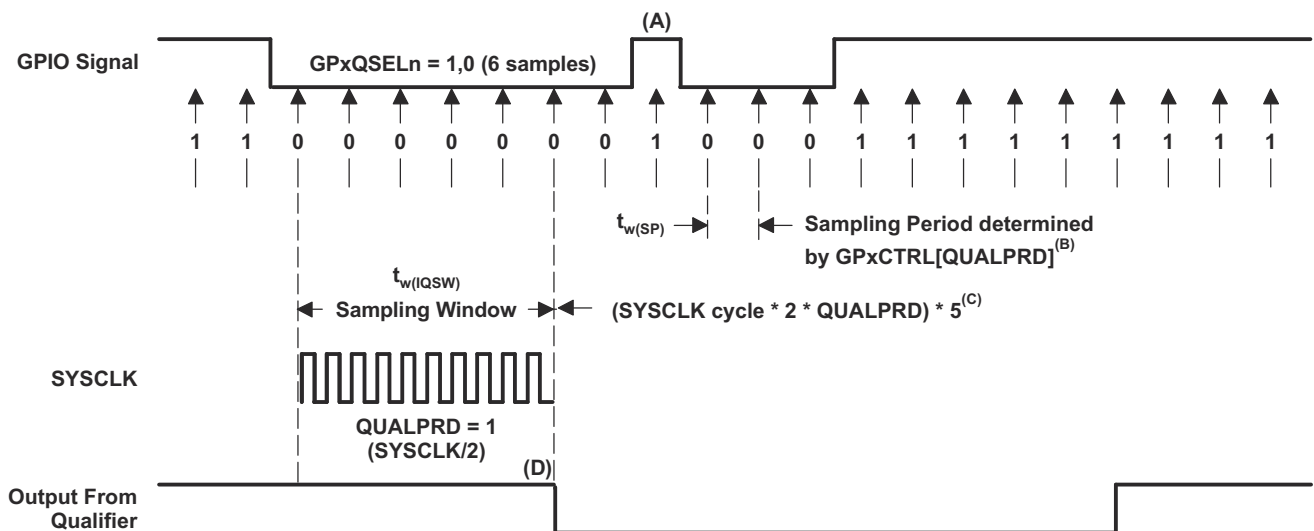 (A)
GPIO Signal
GPxQSELn = 1,0 (6 samples)
1 1 0 0 0 0 0 0 0 1 0 0 0 1 1 1 1 1 1 1 1 1
tw(SP)
Sampling Period determined
by GPxCTRL[QUALPRD](B)
tw(IQSW)
Sampling Window
(SYSCLK cycle * 2 * QUALPRD) * 5(C)
SYSCLK
QUALPRD = 1
(SYSCLK/2)
(D)
Output From
Qualifier